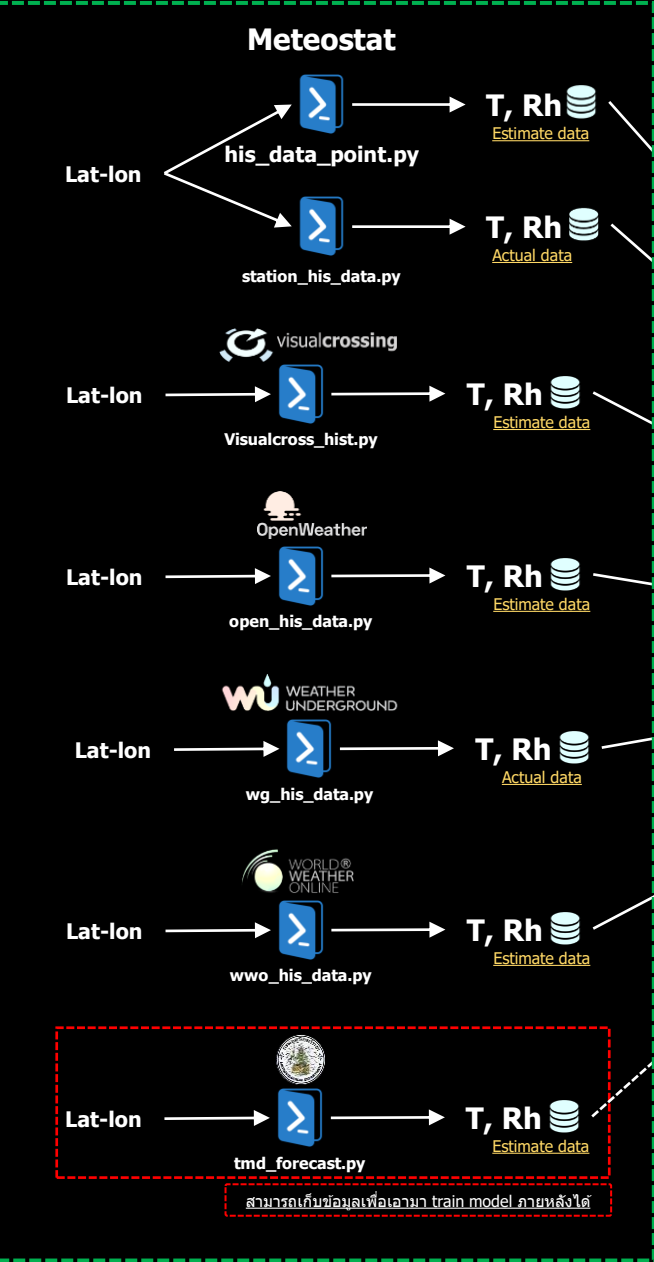 Meteostat
Lat-lon
his_data_point.py
T, Rh
Estimate data
station_his_data.py
T, Rh
Actual data
visualcrossing
Lat-lon
Visualcross_hist.py
T, Rh
Estimate data
OpenWeather
Lat-lon
open_his_data.py
T, Rh
Estimate data
WU WEATHER
UNDERGROUND
Lat-lon
wg_his_data.py
T, Rh
Actual data
WORLD®
WEATHER
ONLINE
Lat-lon
wwo_his_data.py
T, Rh
Estimate data
Lat-lon
tmd_forecast.py
T, Rh
Estimate data
สามารถเก็บข้อมูลเพื่อเอามา train model ภายหลังได้